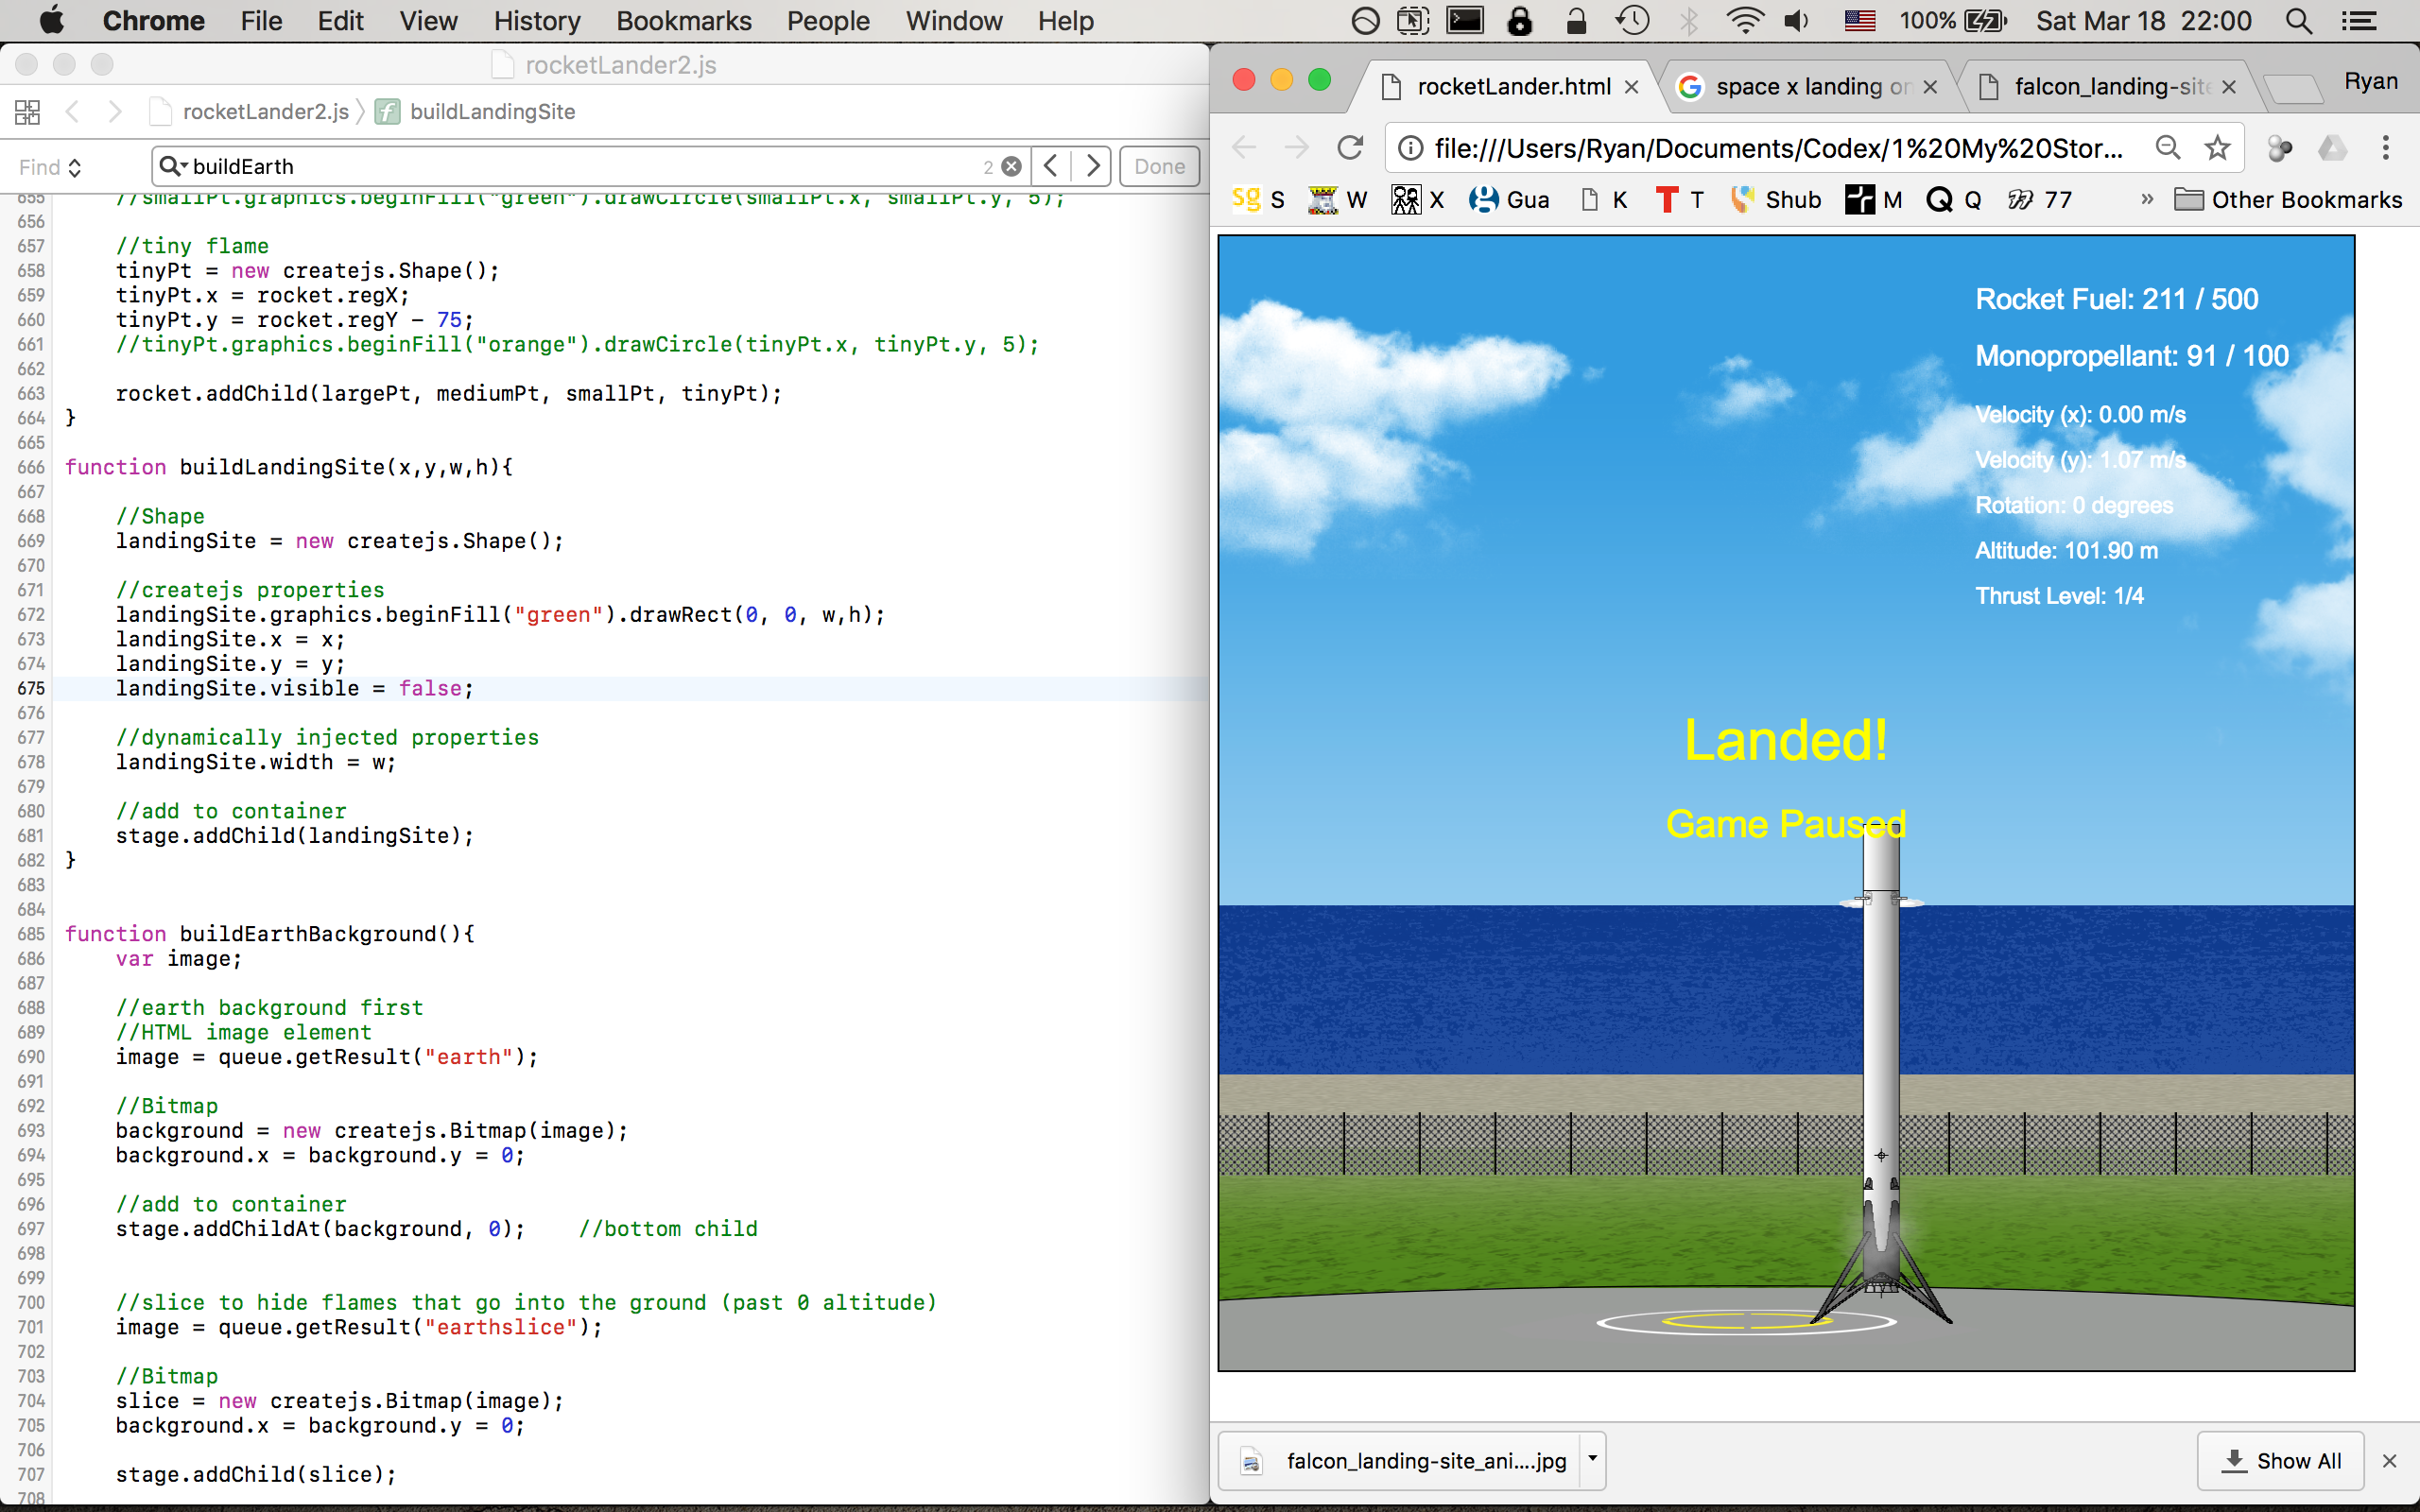 Chrome File Edit View History Bookmarks People Window Help 100% Sat Mar 18 22:00
rocketLander2.js
rocketLander2.js buildLandingSite
Find buildEarth 2 Done
655 //smallPt.graphics.beginFill("green").drawCircle(smallPt.x, smallPt.y, 5);
656
657 //tiny flame
658 tinyPt = new createjs.Shape();
659 tinyPt.x = rocket.regX;
660 tinyPt.y = rocket.regY - 75;
661 //tinyPt.graphics.beginFill("orange").drawCircle(tinyPt.x, tinyPt.y, 5);
662
663 rocket.addChild(largePt, mediumPt, smallPt, tinyPt);
664 }
665
666 function buildLandingSite(x,y,w,h){
667
668 //Shape
669 landingSite = new createjs.Shape();
670
671 //createjs properties
672 landingSite.graphics.beginFill("green").drawRect(0, 0, w,h);
673 landingSite.x = x;
674 landingSite.y = y;
675 landingSite.visible = false;
676
677 //dynamically injected properties
678 landingSite.width = w;
679
680 //add to container
681 stage.addChild(landingSite);
682 }
683
684
685 function buildEarthBackground(){
686 var image;
687
688 //earth background first
689 //HTML image element
690 image = queue.getResult("earth");
691
692 //Bitmap
693 background = new createjs.Bitmap(image);
694 background.x = background.y = 0;
695
696 //add to container
697 stage.addChildAt(background, 0); //bottom child
698
699
700 //slice to hide flames that go into the ground (past 0 altitude)
701 image = queue.getResult("earthslice");
702
703 //Bitmap
704 slice = new createjs.Bitmap(image);
705 background.x = background.y = 0;
706
707 stage.addChild(slice);
708
rocketLander.html space x landing on falcon_landing-site Ryan
file:///Users/Ryan/Documents/Codex/1%20My%20Stor...
sg S W X Gua K T T Shub M Q Q 77 77 » Other Bookmarks
Rocket Fuel: 211 / 500
Monopropellant: 91 / 100
Velocity (x): 0.00 m/s
Velocity (y): 1.07 m/s
Rotation: 0 degrees
Altitude: 101.90 m
Thrust Level: 1/4
Landed!
Game Paused
falcon_landing-site_ani....jpg Show All